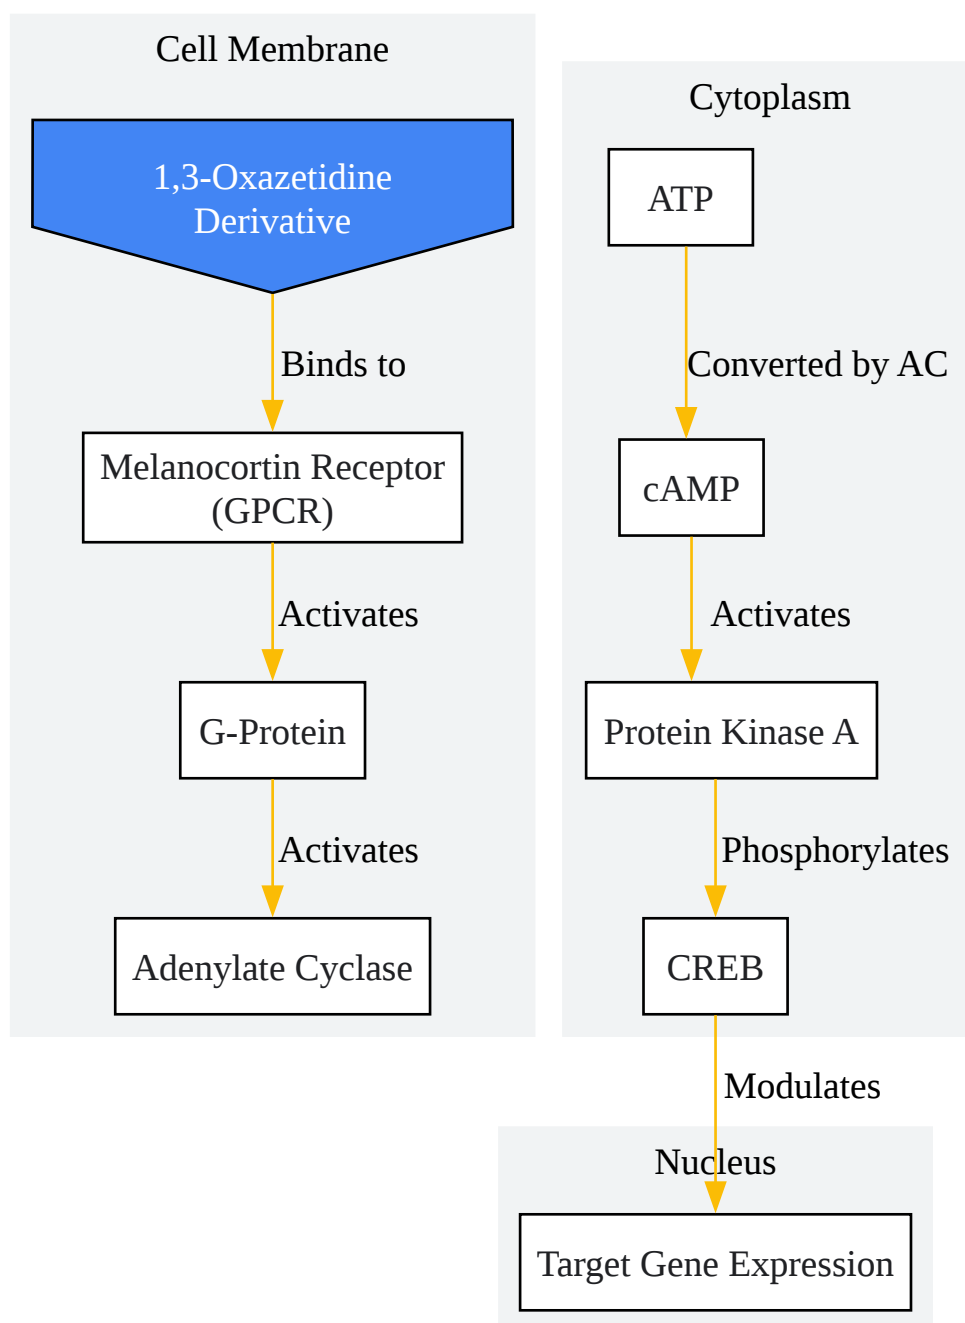 Cell Membrane
1,3-Oxazetidine
Derivative
Binds to
Melanocortin Receptor
(GPCR)
Activates
G-Protein
Activates
Adenylate Cyclase
Cytoplasm
ATP
Converted by AC
cAMP
Activates
Protein Kinase A
Phosphorylates
CREB
Modulates
Nucleus
Target Gene Expression